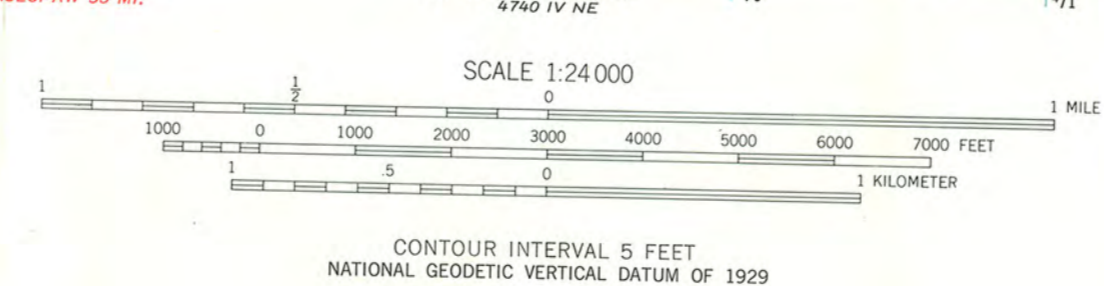 4740 IV NE
SCALE 1:24 000
1 1/2 0 1 MILE
1000 0 1000 2000 3000 4000 5000 6000 7000 FEET
1 .5 0 1 KILOMETER
CONTOUR INTERVAL 5 FEET
NATIONAL GEODETIC VERTICAL DATUM OF 1929